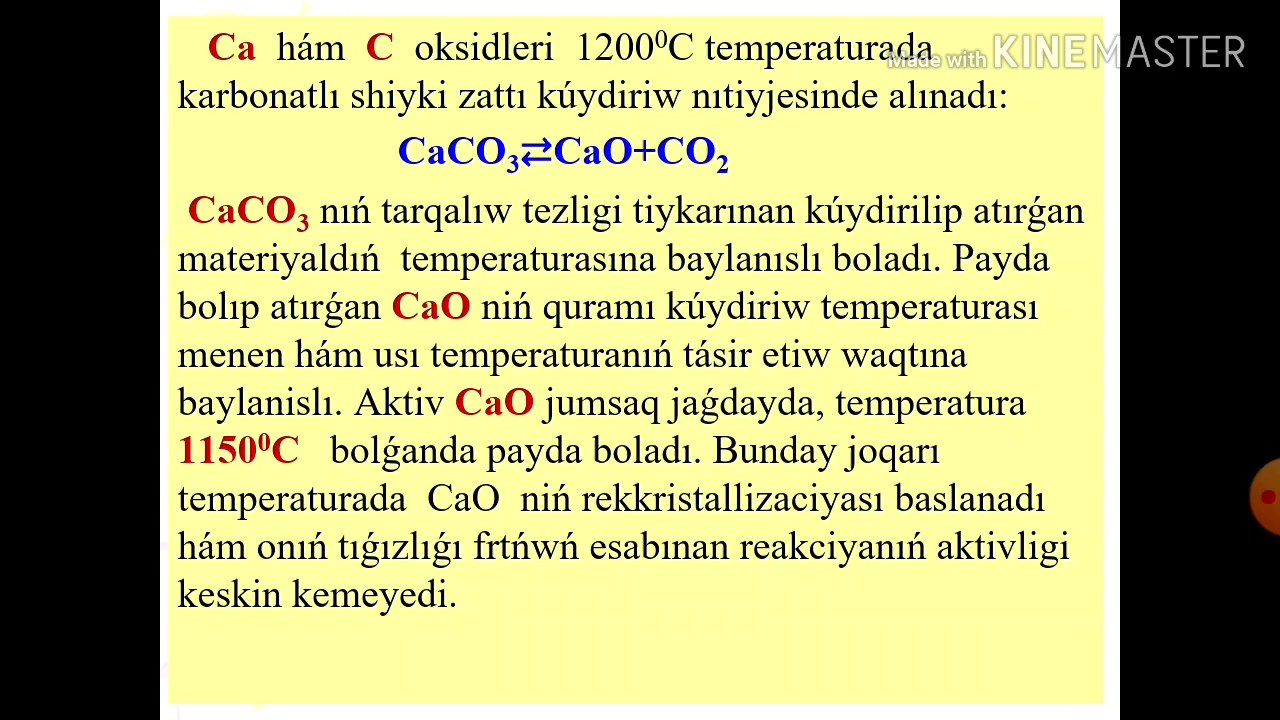 Ca hám C oksidleri 1200⁰C temperaturada
Made with KINEMASTER
karbonatlı shiyki zattı kúydiriw nıtiyjesinde alınadı:
CaCO₃⇄CaO+CO₂
CaCO₃ nıń tarqalıw tezligi tiykarınan kúydirilip atırǵan
materiyaldıń temperaturasına baylanıslı boladı. Payda
bolıp atırǵan CaO niń quramı kúydiriw temperaturası
menen hám usı temperaturanıń tásir etiw waqtına
baylanislı. Aktiv CaO jumsaq jaǵdayda, temperatura
1150⁰C bolǵanda payda boladı. Bunday joqarı
temperaturada CaO niń rekkristallizaciyası baslanadı
hám onıń tıǵızlıǵı frtńwń esabınan reakciyanıń aktivligi
keskin kemeyedi.